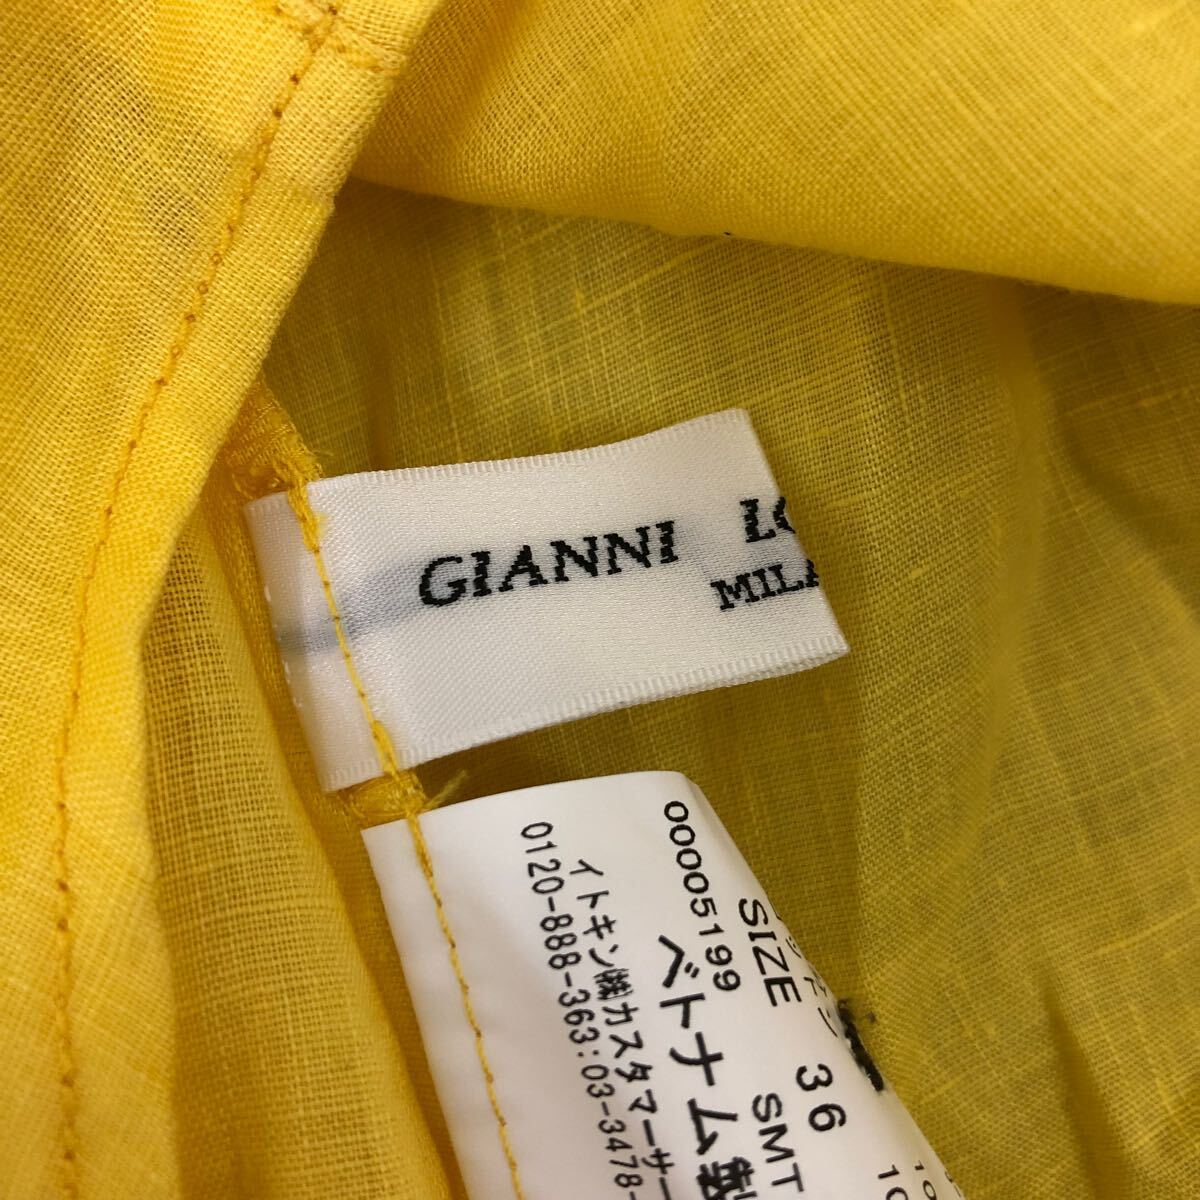 GIANNI LO
MILA
00005199
SIZE 36
SMT
ベトナム製
イトキン㈱カスタマーサー
0120-888-363:03-3478-